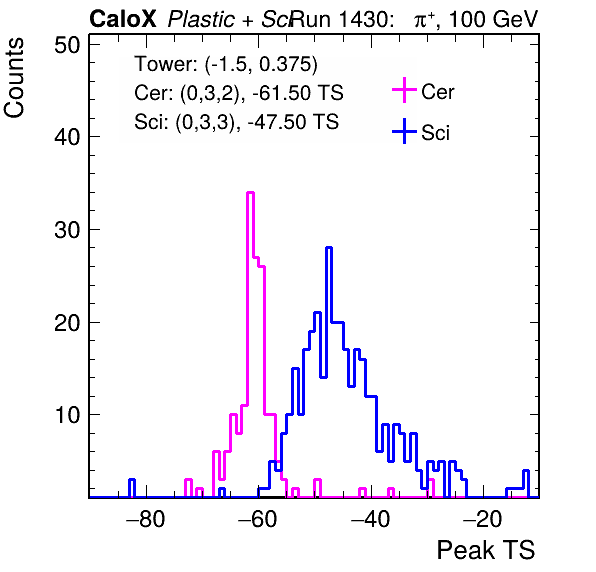 CaloX Plastic + Sci Run 1430: π+, 100 GeV
Counts
50
40
30
20
10
Tower: (-1.5, 0.375)
Cer: (0,3,2), -61.50 TS
Sci: (0,3,3), -47.50 TS
Cer
Sci
−80 −60 −40 −20
Peak TS